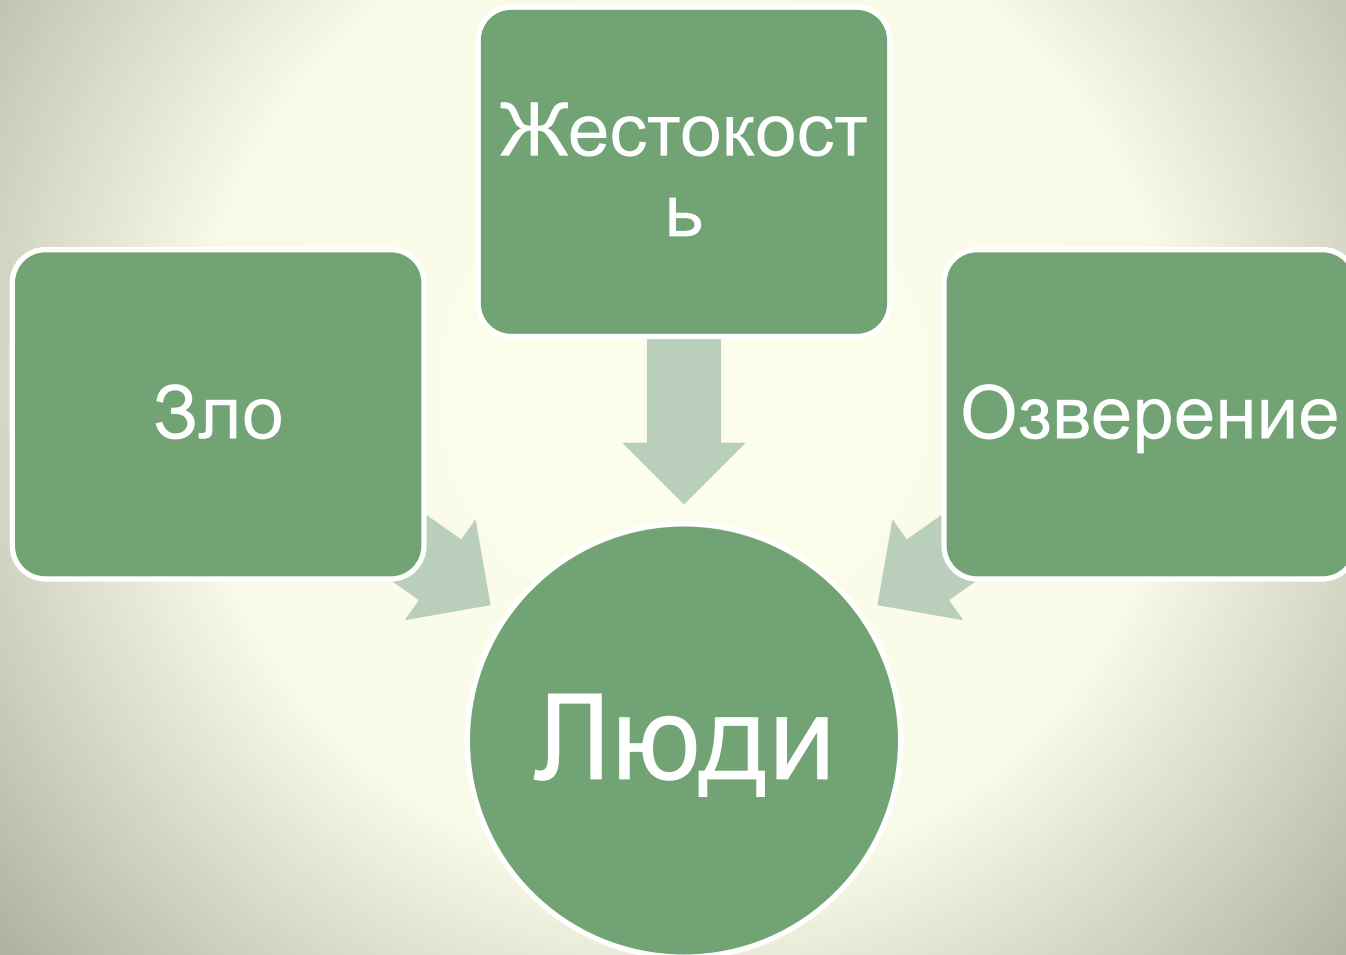 Жестокост
ь
Зло
Озверение
Люди